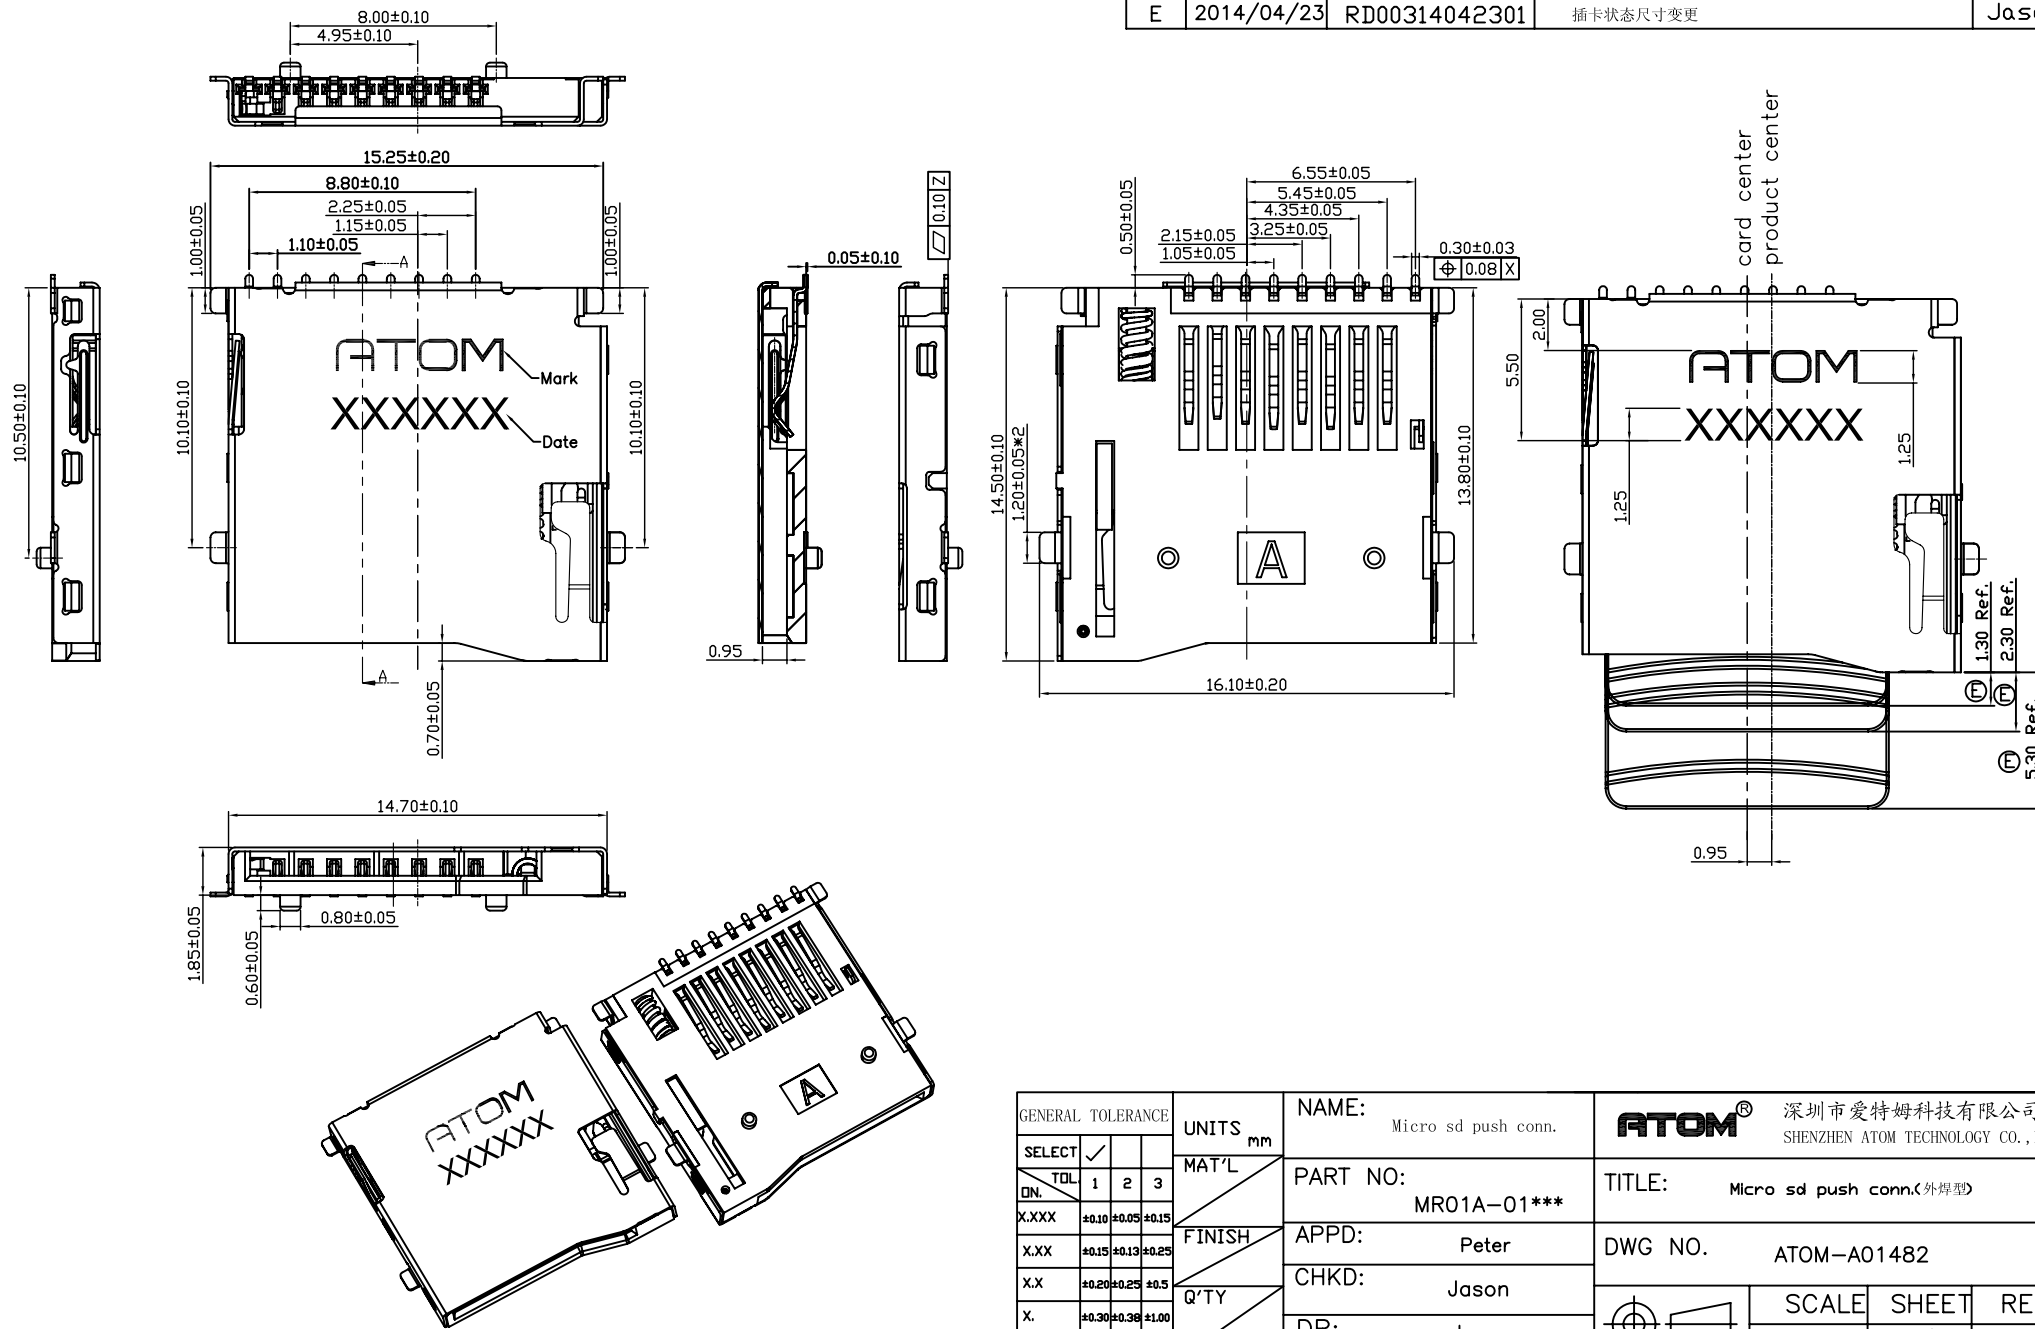 E 2014/04/23 RD00314042301 插卡状态尺寸变更
8.00±0.10
4.95±0.10
15.25±0.20
8.80±0.10
2.25±0.05
1.15±0.05
1.10±0.05
1.00±0.05
1.00±0.05
A
10.50±0.10
10.10±0.10
10.10±0.10
ATOM
Mark
XXXXXX
Date
A
0.70±0.05
0.10 Z
0.05±0.10
0.95
6.55±0.05
5.45±0.05
4.35±0.05
3.25±0.05
2.15±0.05
1.05±0.05
0.50±0.05
0.30±0.03
0.08 X
14.50±0.10
1.20±0.05*2
13.80±0.10
A
16.10±0.20
card center
product center
2.00
5.50
ATOM
XXXXXX
1.25
1.25
1.30 Ref.
2.30 Ref.
E
E
E
5.30 Ref.
0.95
14.70±0.10
1.85±0.05
0.60±0.05
0.80±0.05
ATOM
XXXXXX
A
GENERAL TOLERANCE
SELECT ✓
TOL.
DN.
1 2 3
X.XXX ±0.10 ±0.05 ±0.15
X.XX ±0.15 ±0.13 ±0.25
X.X ±0.20 ±0.25 ±0.5
X. ±0.30 ±0.38 ±1.00
UNITS mm
MAT'L
FINISH
Q'TY
NAME: Micro sd push conn.
PART NO: MR01A-01***
APPD: Peter
CHKD: Jason
ATOM®
深圳市爱特姆科技有限公司
SHENZHEN ATOM TECHNOLOGY CO.,
TITLE: Micro sd push conn.(外焊型)
DWG NO. ATOM-A01482
SCALE SHEET